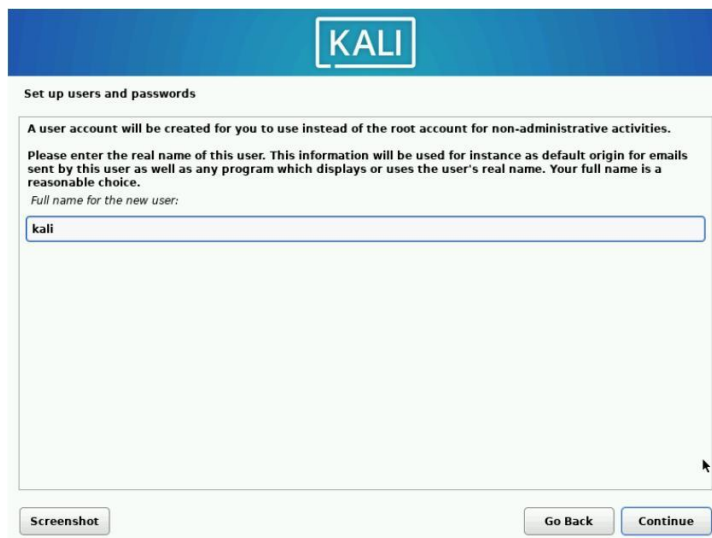 KALI
Set up users and passwords
A user account will be created for you to use instead of the root account for non-administrative activities.
Please enter the real name of this user. This information will be used for instance as default origin for emails
sent by this user as well as any program which displays or uses the user's real name. Your full name is a
reasonable choice.
Full name for the new user:
kali
Screenshot
Go Back
Continue